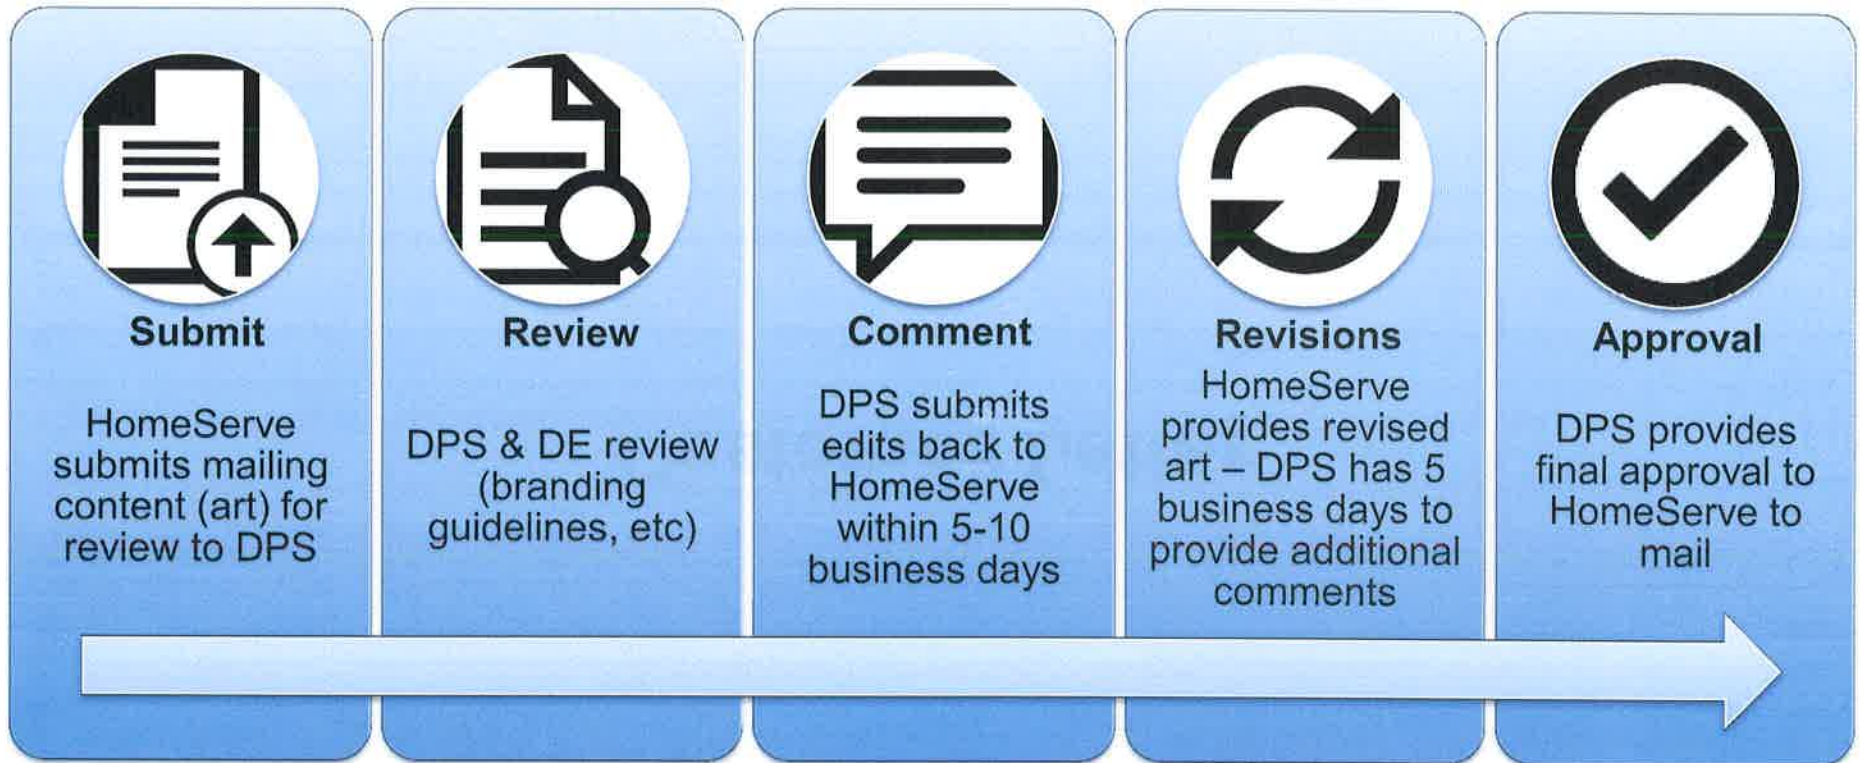 Submit
HomeServe
submits mailing
content (art) for
review to DPS
Review
DPS & DE review
(branding
guidelines, etc)
Comment
DPS submits
edits back to
HomeServe
within 5-10
business days
Revisions
HomeServe
provides revised
art – DPS has 5
business days to
provide additional
comments
Approval
DPS provides
final approval to
HomeServe to
mail